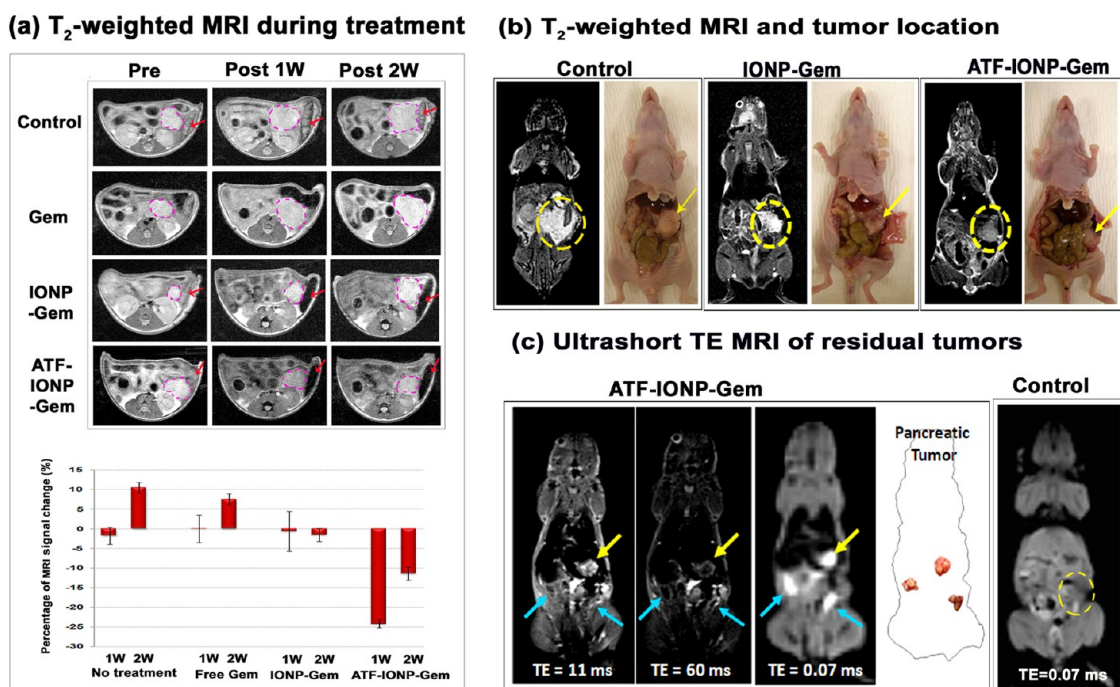 (a) T₂-weighted MRI during treatment
Pre Post 1W Post 2W
Control
Gem
IONP
-Gem
ATF-
IONP
-Gem
Percentage of MRI signal change (%)
15
10
5
0
-5
-10
-15
-20
-25
-30
1W 2W 1W 2W 1W 2W 1W 2W
No treatment Free Gem IONP-Gem ATF-IONP-Gem
(b) T₂-weighted MRI and tumor location
Control IONP-Gem ATF-IONP-Gem
(c) Ultrashort TE MRI of residual tumors
ATF-IONP-Gem Control
Pancreatic
Tumor
TE = 11 ms TE = 60 ms TE = 0.07 ms TE=0.07 ms